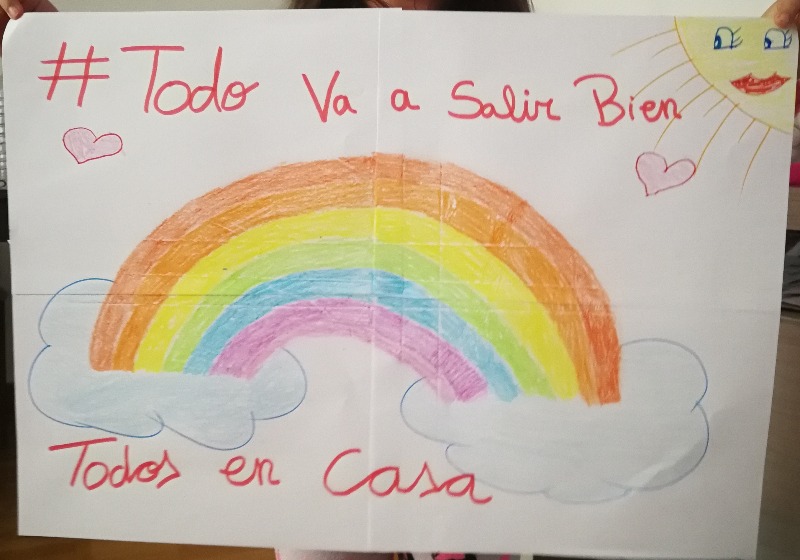 # Todo Va a Salir Bien
Todos en Casa